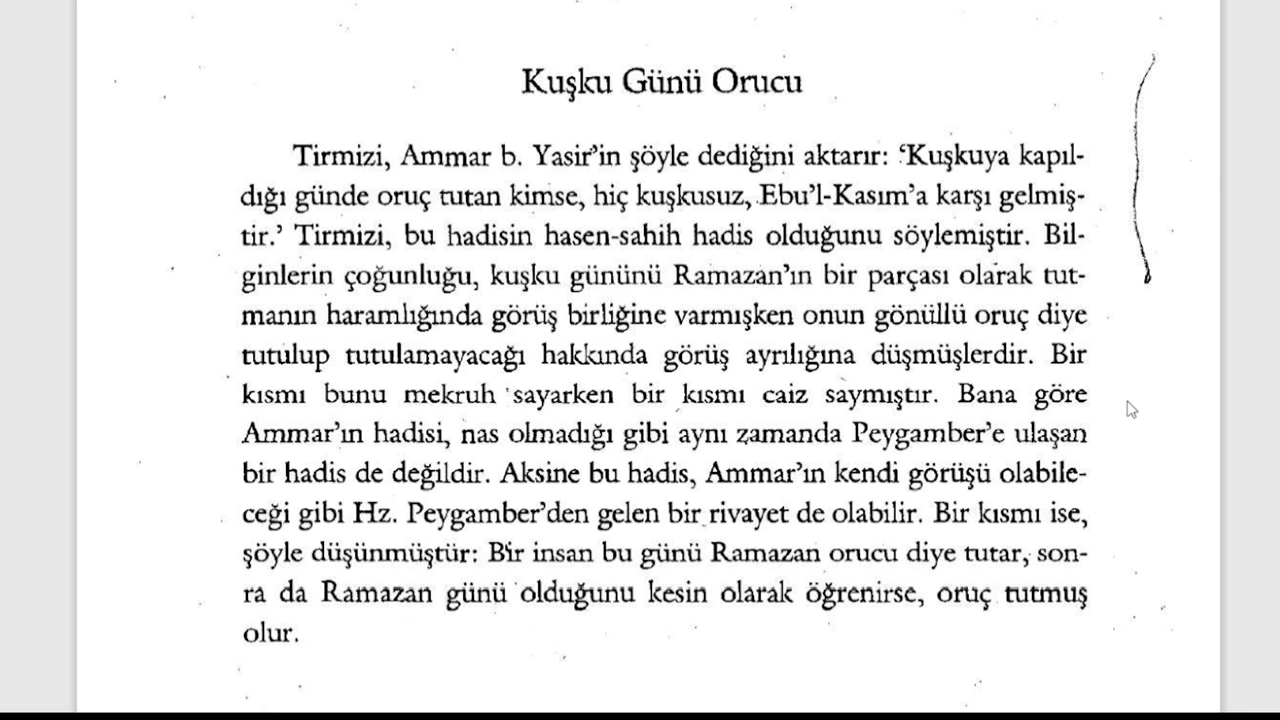 Kuşku Günü Orucu
Tirmizi, Ammar b. Yasir'in şöyle dediğini aktarır: 'Kuşkuya kapıl-
dığı günde oruç tutan kimse, hiç kuşkusuz, Ebu'l-Kasım'a karşı gelmiş-
tir.' Tirmizi, bu hadisin hasen-sahih hadis olduğunu söylemiştir. Bil-
ginlerin çoğunluğu, kuşku gününü Ramazan'ın bir parçası olarak tut-
manın haramlığında görüş birliğine varmışken onun gönüllü oruç diye
tutulup tutulamayacağı hakkında görüş ayrılığına düşmüşlerdir. Bir
kısmı bunu mekruh sayarken bir kısmı caiz saymıştır. Bana göre
Ammar'ın hadisi, nas olmadığı gibi aynı zamanda Peygamber'e ulaşan
bir hadis de değildir. Aksine bu hadis, Ammar'ın kendi görüşü olabile-
ceği gibi Hz. Peygamber'den gelen bir rivayet de olabilir. Bir kısmı ise,
şöyle düşünmüştür: Bir insan bu günü Ramazan orucu diye tutar, son-
ra da Ramazan günü olduğunu kesin olarak öğrenirse, oruç tutmuş
olur.